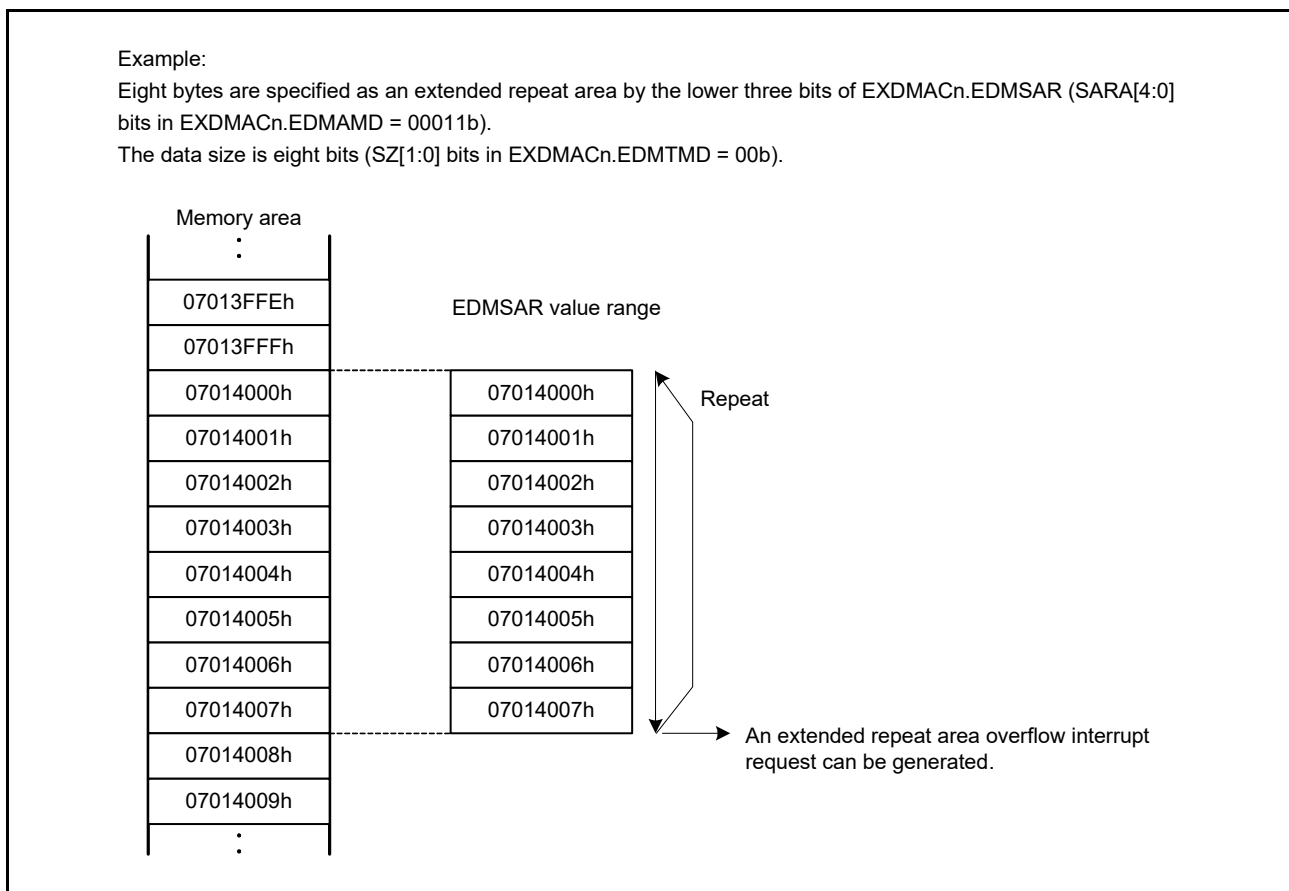 Example:
Eight bytes are specified as an extended repeat area by the lower three bits of EXDMACn.EDMSAR (SARA[4:0]
bits in EXDMACn.EDMAMD = 00011b).
The data size is eight bits (SZ[1:0] bits in EXDMACn.EDMTMD = 00b).
Memory area
07013FFEh
EDMSAR value range
07013FFFh
07014000h
07014000h
Repeat
07014001h
07014001h
07014002h
07014002h
07014003h
07014003h
07014004h
07014004h
07014005h
07014005h
07014006h
07014006h
07014007h
07014007h
An extended repeat area overflow interrupt
request can be generated.
07014008h
07014009h